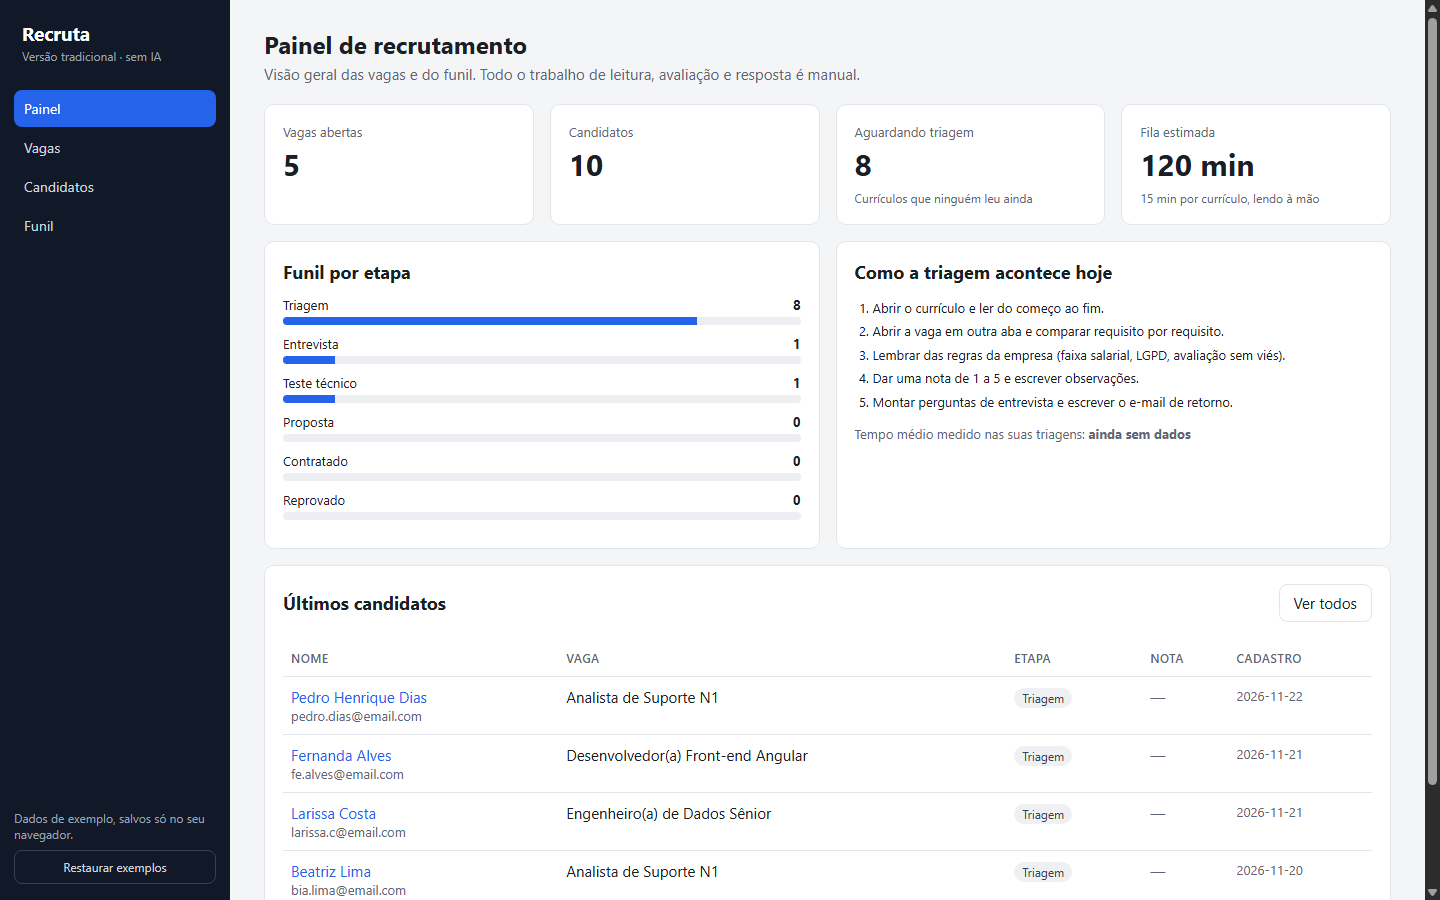 Recruta
Versão tradicional · sem IA
Painel
Vagas
Candidatos
Funil
Dados de exemplo, salvos só no seu
navegador.
Restaurar exemplos
Painel de recrutamento
Visão geral das vagas e do funil. Todo o trabalho de leitura, avaliação e resposta é manual.
Vagas abertas
5
Candidatos
10
Aguardando triagem
8
Currículos que ninguém leu ainda
Fila estimada
120 min
15 min por currículo, lendo à mão
Funil por etapa
Triagem 8
Entrevista 1
Teste técnico 1
Proposta 0
Contratado 0
Reprovado 0
Como a triagem acontece hoje
1. Abrir o currículo e ler do começo ao fim.
2. Abrir a vaga em outra aba e comparar requisito por requisito.
3. Lembrar das regras da empresa (faixa salarial, LGPD, avaliação sem viés).
4. Dar uma nota de 1 a 5 e escrever observações.
5. Montar perguntas de entrevista e escrever o e-mail de retorno.
Tempo médio medido nas suas triagens: ainda sem dados
Últimos candidatos
Ver todos
NOME VAGA ETAPA NOTA CADASTRO
Pedro Henrique Dias Analista de Suporte N1 Triagem — 2026-11-22
pedro.dias@email.com
Fernanda Alves Desenvolvedor(a) Front-end Angular Triagem — 2026-11-21
fe.alves@email.com
Larissa Costa Engenheiro(a) de Dados Sênior Triagem — 2026-11-21
larissa.c@email.com
Beatriz Lima Analista de Suporte N1 Triagem — 2026-11-20
bia.lima@email.com